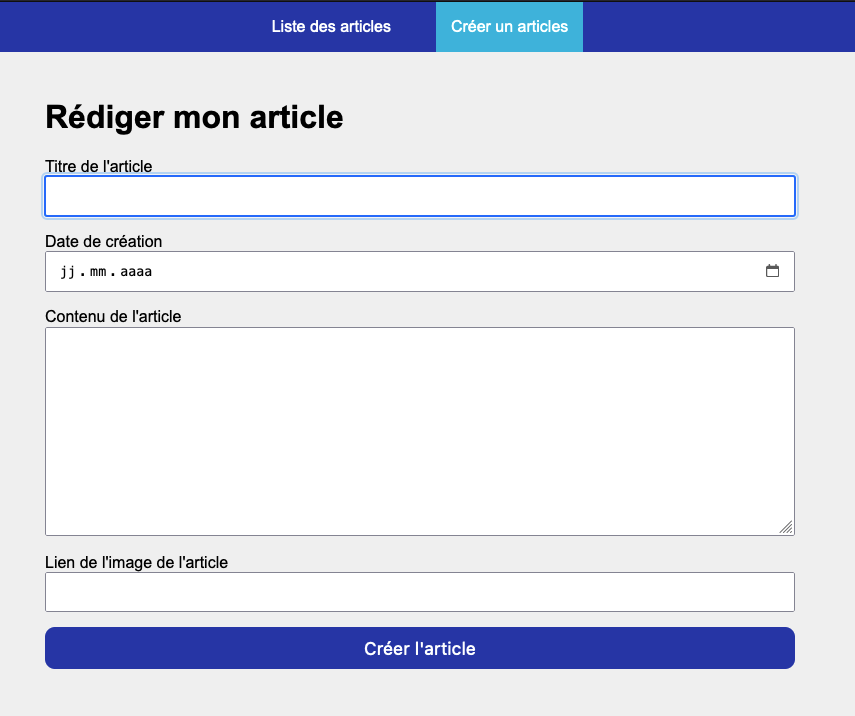 Liste des articles
Créer un articles
Rédiger mon article
Titre de l'article
Date de création
jj.mm.aaaa
Contenu de l'article
Lien de l'image de l'article
Créer l'article